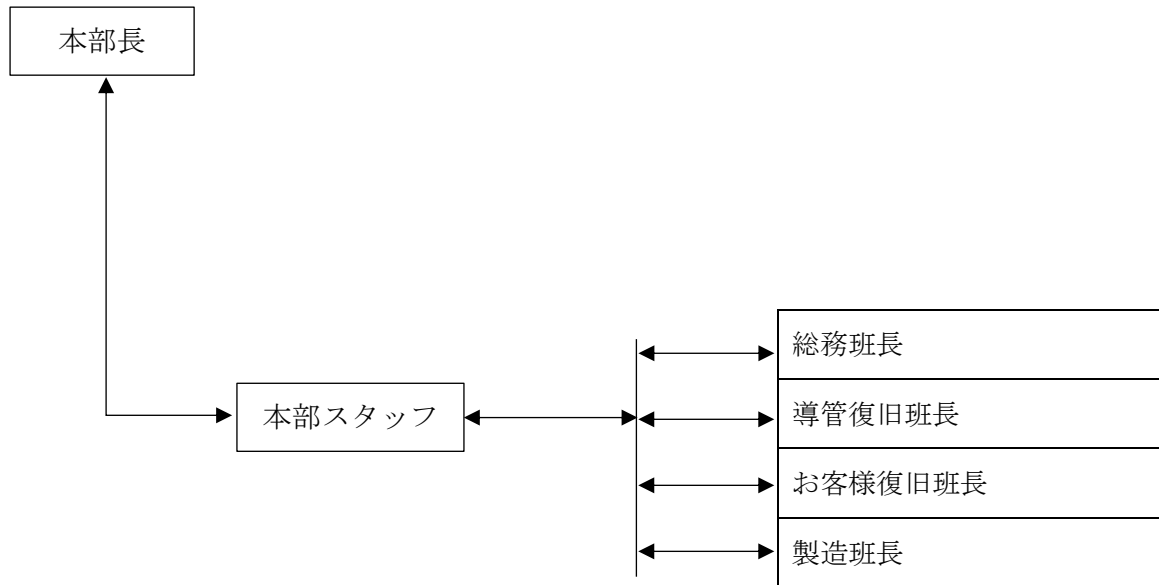 本部長
総務班長
本部スタッフ
導管復旧班長
お客様復旧班長
製造班長